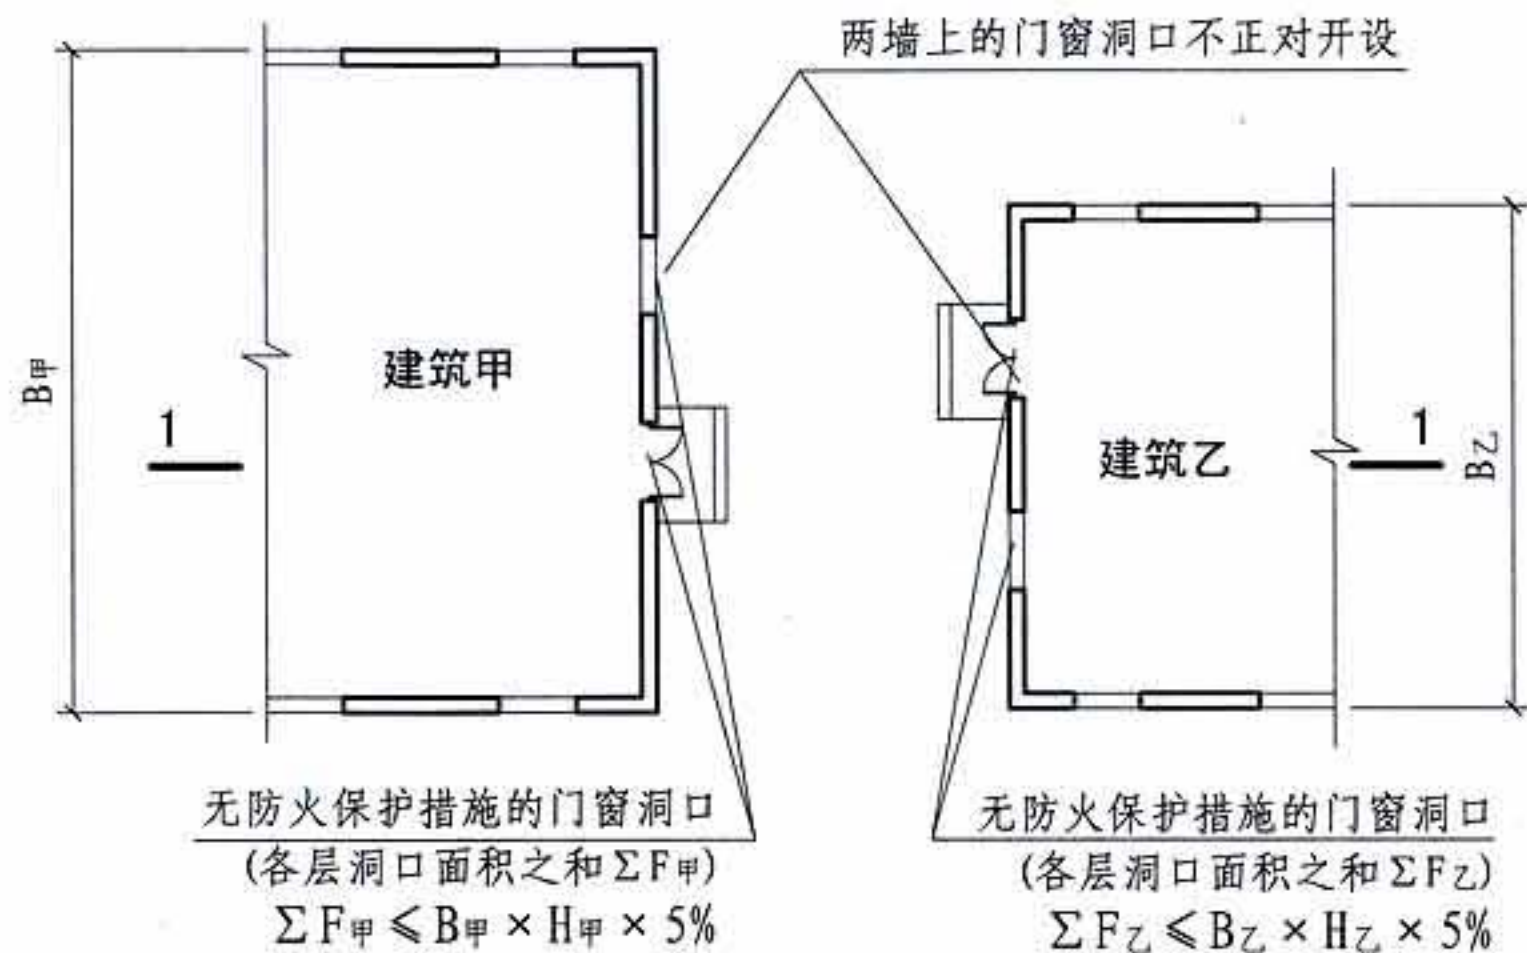 两墙上的门窗洞口不正对开设
B甲
建筑甲
1
建筑乙
1
B乙
无防火保护措施的门窗洞口
(各层洞口面积之和ΣF甲)
ΣF甲≤B甲×H甲×5%
无防火保护措施的门窗洞口
(各层洞口面积之和ΣF乙)
ΣF乙≤B乙×H乙×5%